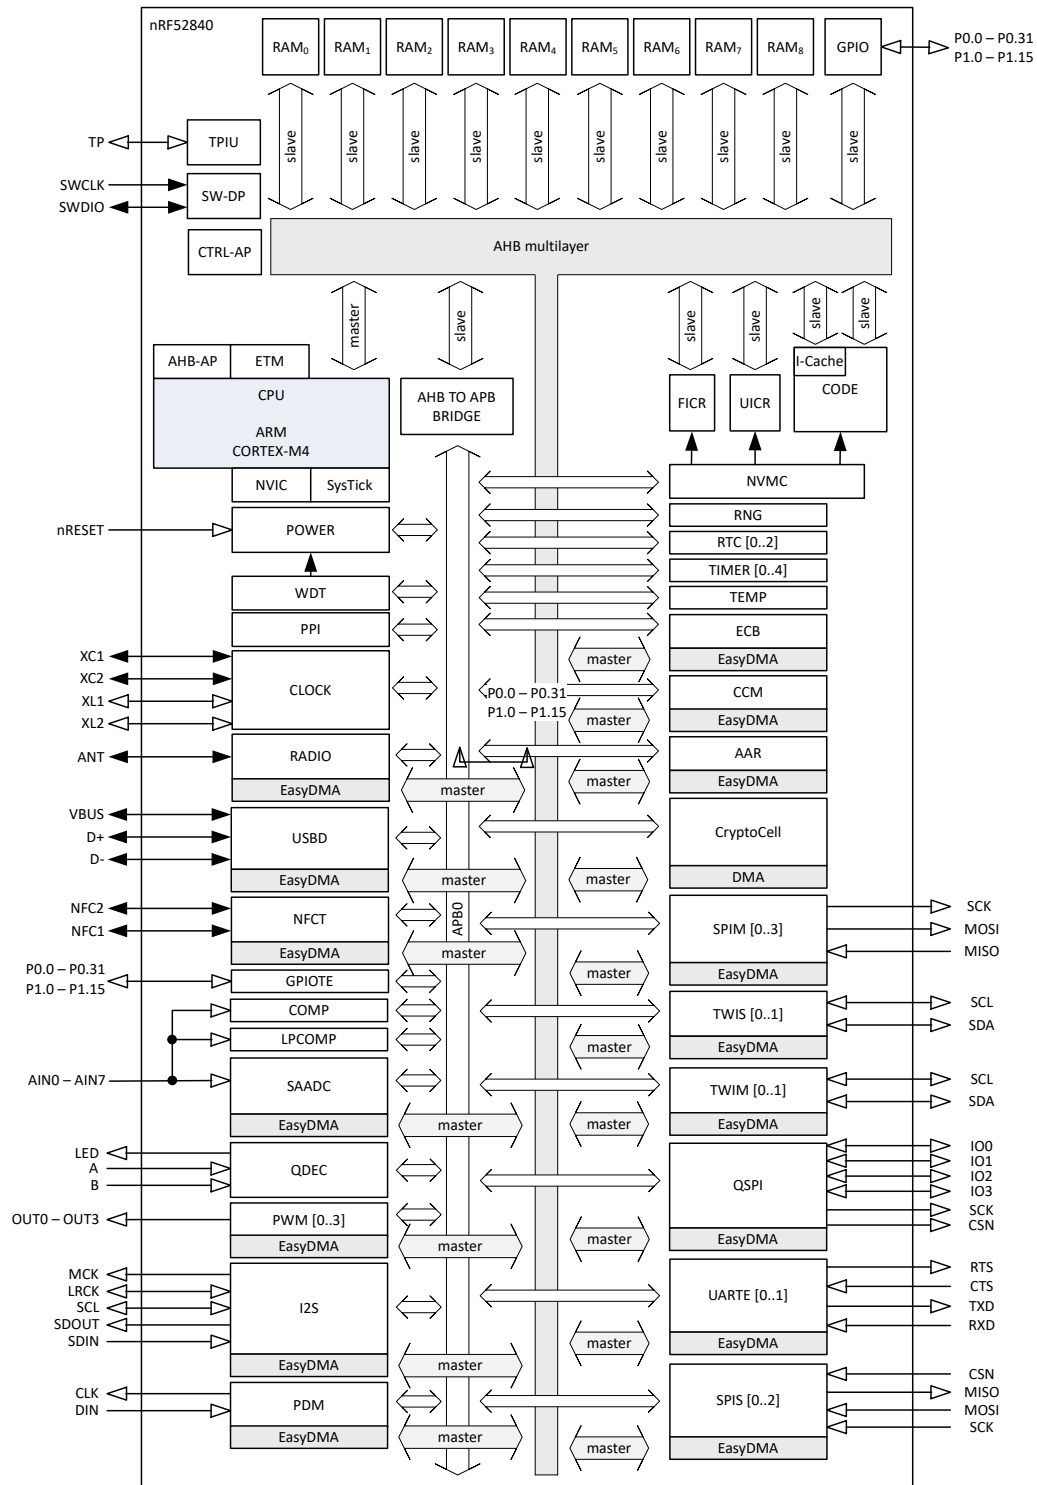 nRF52840
RAM₀
RAM₁
RAM₂
RAM₃
RAM₄
RAM₅
RAM₆
RAM₇
RAM₈
GPIO
P0.0 – P0.31
P1.0 – P1.15
slave
slave
slave
slave
slave
slave
slave
slave
slave
slave
TP
TPIU
SWCLK
SWDIO
SW-DP
CTRL-AP
AHB multilayer
master
slave
slave
slave
slave
slave
AHB-AP
ETM
CPU
ARM
CORTEX-M4
NVIC
SysTick
AHB TO APB
BRIDGE
FICR
UICR
I-Cache
CODE
NVMC
nRESET
POWER
RNG
RTC [0..2]
TIMER [0..4]
WDT
TEMP
PPI
ECB
EasyDMA
master
XC1
XC2
XL1
XL2
CLOCK
P0.0 – P0.31
P1.0 – P1.15
CCM
EasyDMA
master
ANT
RADIO
EasyDMA
master
AAR
EasyDMA
master
VBUS
D+
D-
USBD
EasyDMA
master
CryptoCell
DMA
master
NFC2
NFC1
NFCT
EasyDMA
master
APB0
SPIM [0..3]
EasyDMA
master
SCK
MOSI
MISO
P0.0 – P0.31
P1.0 – P1.15
GPIOTE
COMP
LPCOMP
TWIS [0..1]
EasyDMA
master
SCL
SDA
AIN0 – AIN7
SAADC
EasyDMA
master
TWIM [0..1]
EasyDMA
master
SCL
SDA
LED
A
B
QDEC
QSPI
EasyDMA
master
IO0
IO1
IO2
IO3
SCK
CSN
OUT0 – OUT3
PWM [0..3]
EasyDMA
master
MCK
LRCK
SCL
SDOUT
SDIN
I2S
EasyDMA
master
UARTE [0..1]
EasyDMA
master
RTS
CTS
TXD
RXD
CLK
DIN
PDM
EasyDMA
master
SPIS [0..2]
EasyDMA
master
CSN
MISO
MOSI
SCK